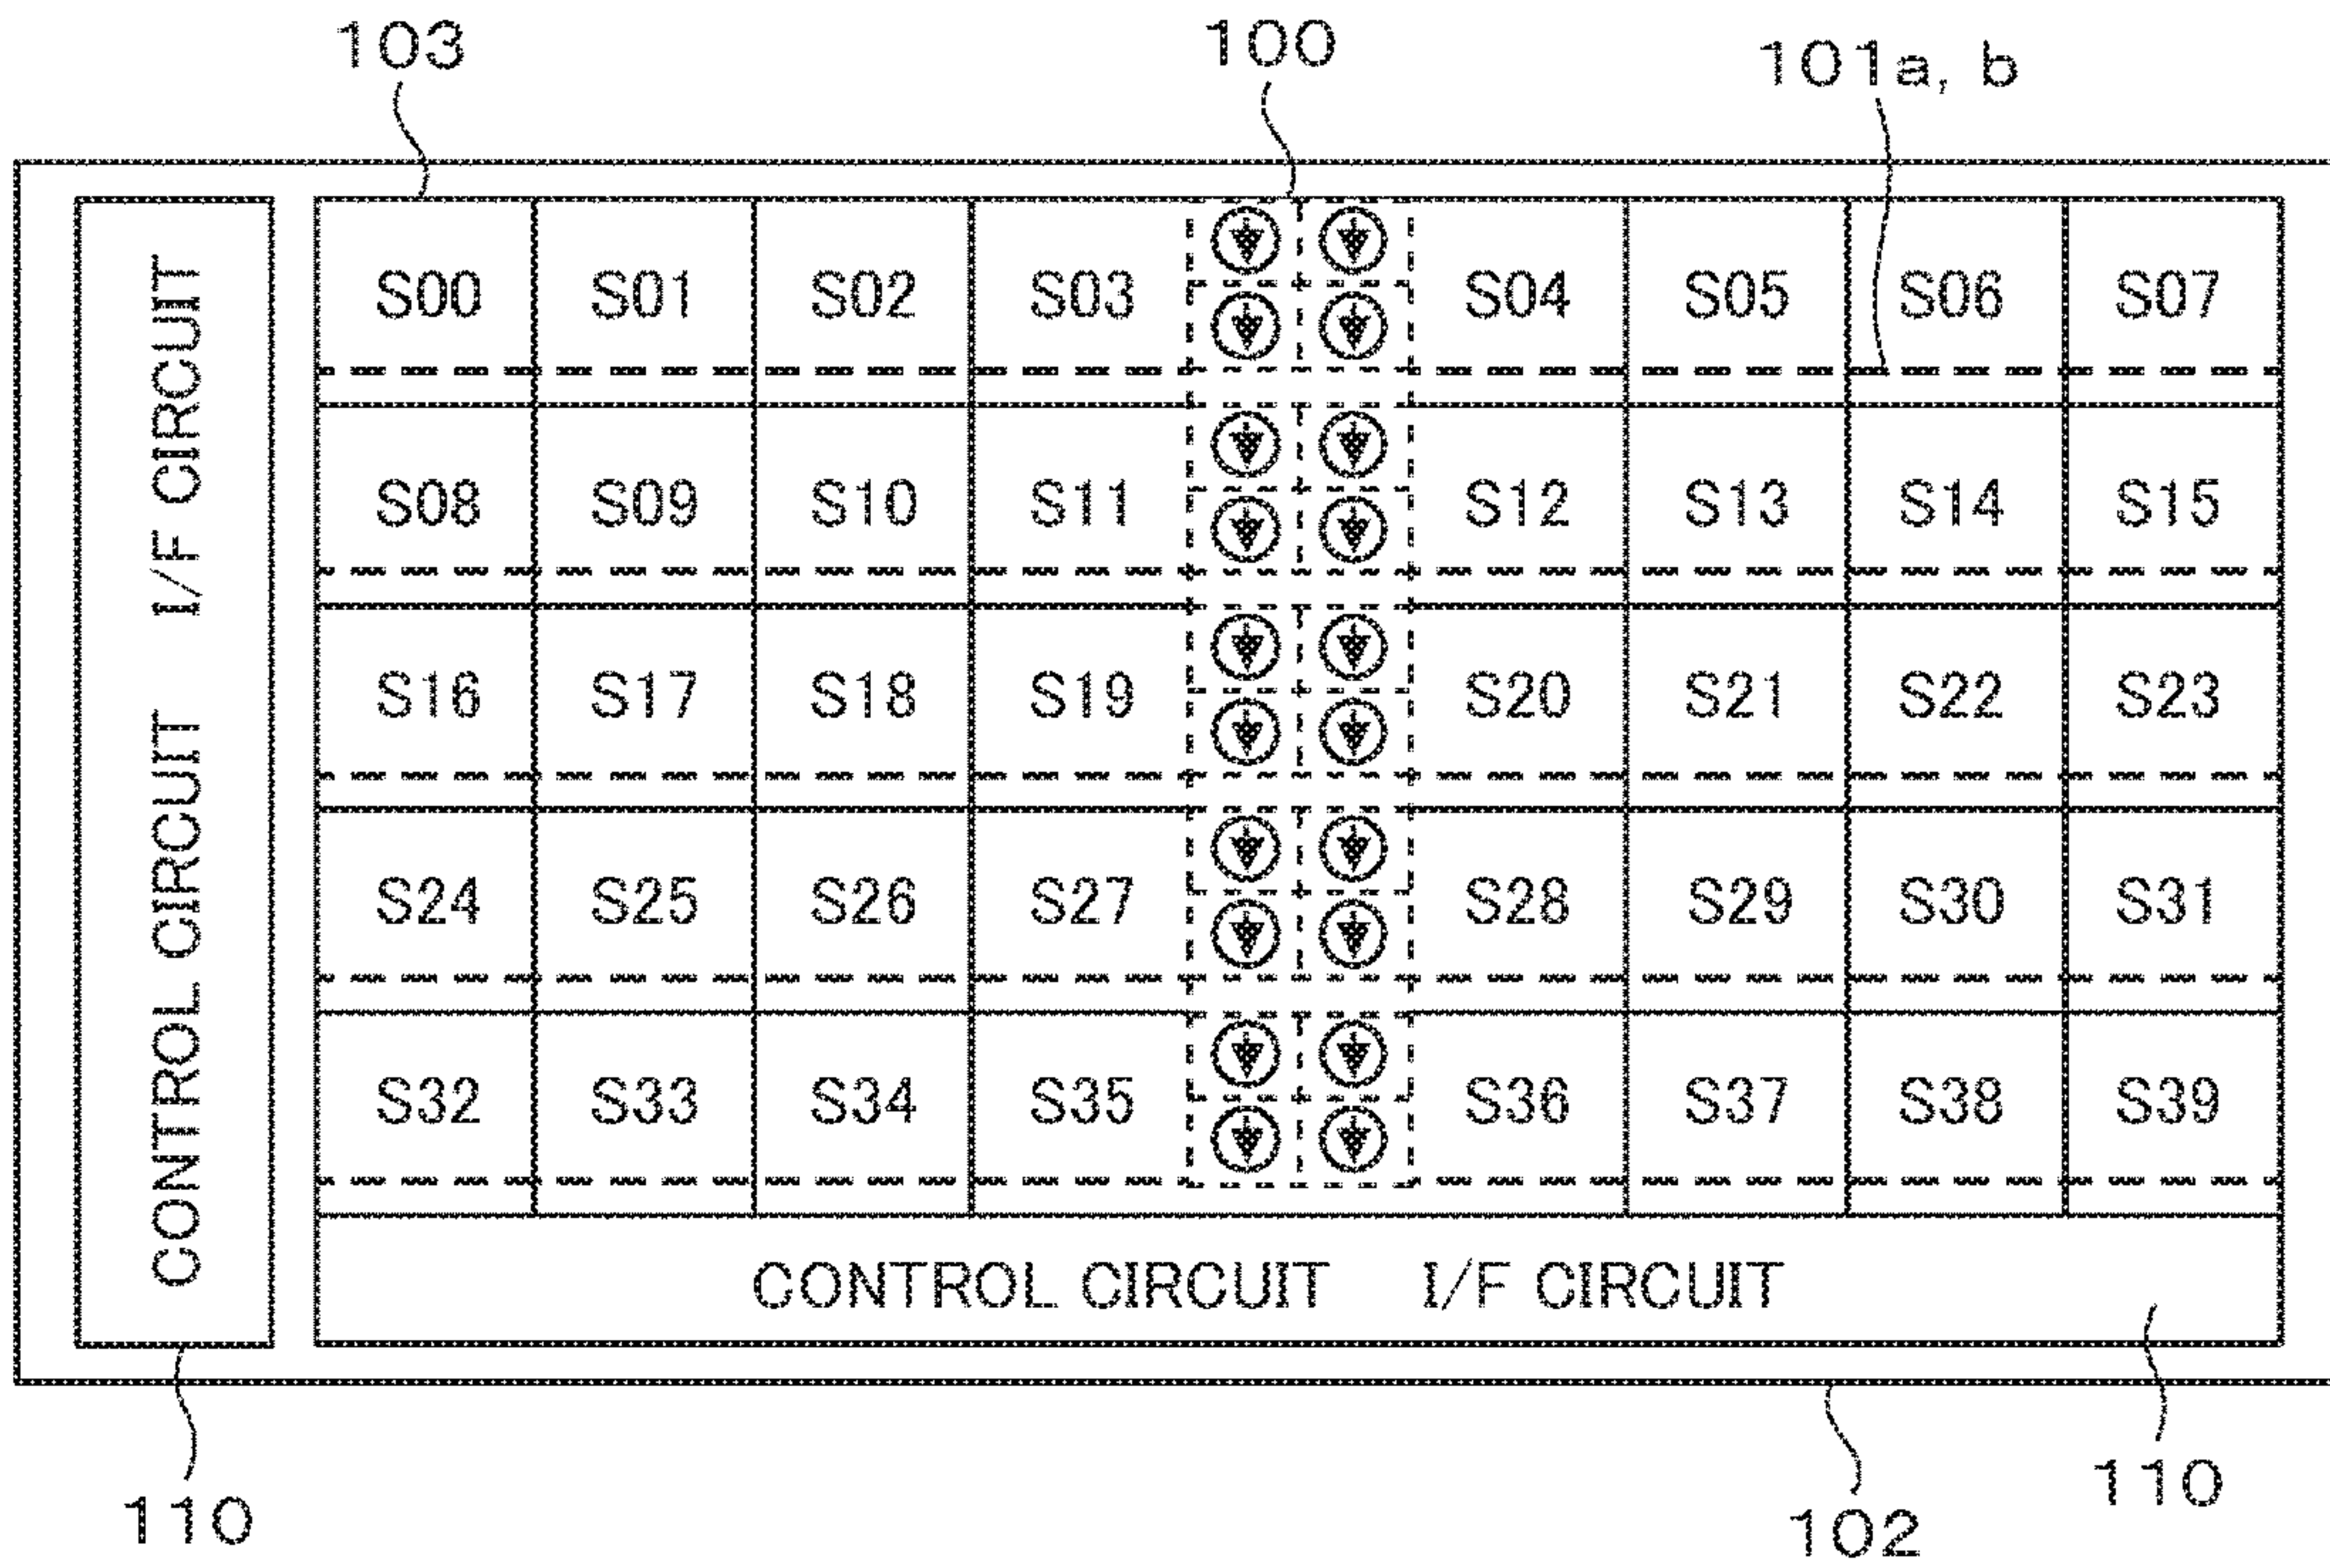 103 100 101a, b
S00 S01 S02 S03 S04 S05 S06 S07
S08 S09 S10 S11 S12 S13 S14 S15
S16 S17 S18 S19 S20 S21 S22 S23
S24 S25 S26 S27 S28 S29 S30 S31
S32 S33 S34 S35 S36 S37 S38 S39
CONTROL CIRCUIT I/F CIRCUIT
CONTROL CIRCUIT I/F CIRCUIT
110 102 110